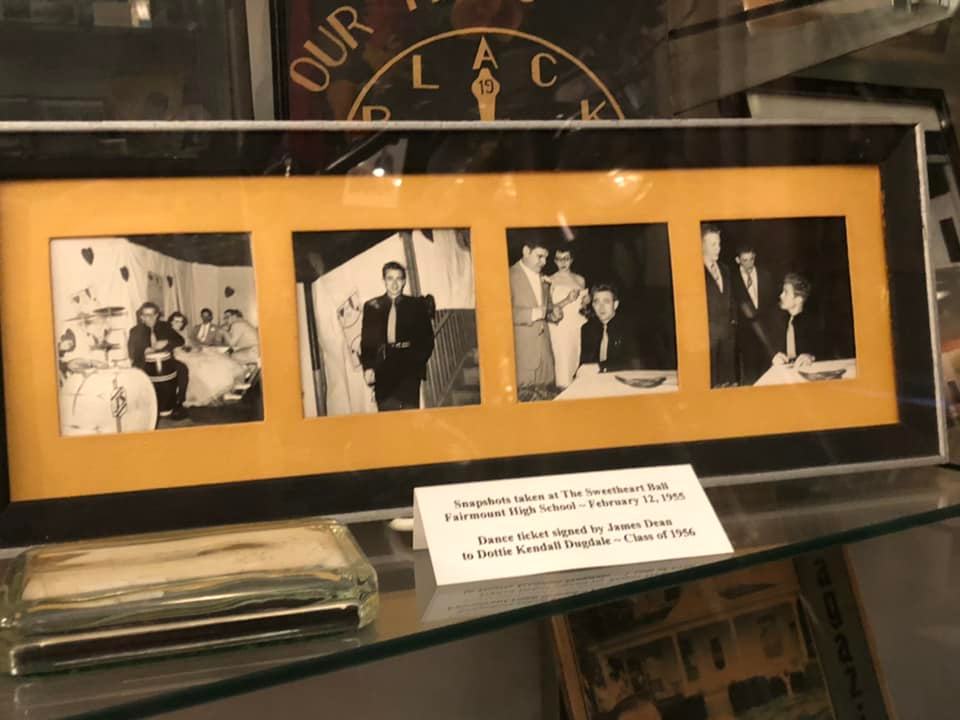 OUR
BLACK
19
Snapshots taken at The Sweetheart Ball
Fairmount High School ~ February 12, 1955
Dance ticket signed by James Dean
to Dottie Kendall Dugdale ~ Class of 1956